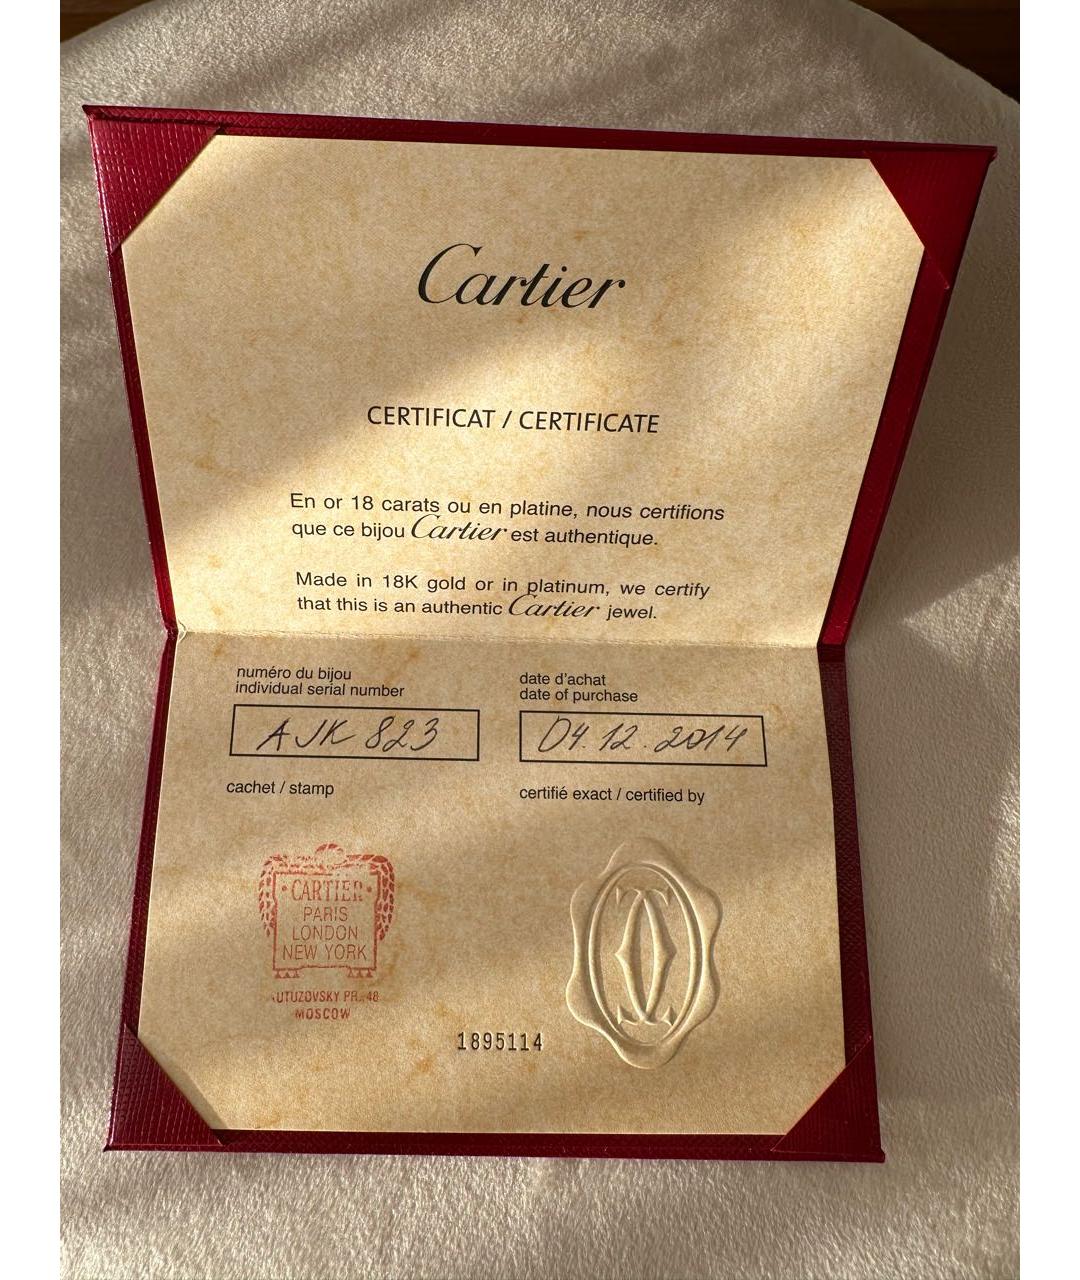 Cartier
CERTIFICAT / CERTIFICATE
En or 18 carats ou en platine, nous certifions
que ce bijou Cartier est authentique.
Made in 18K gold or in platinum, we certify
that this is an authentic Cartier jewel.
numéro du bijou
individual serial number
AJK 823
date d'achat
date of purchase
04.12.2014
cachet / stamp
certifié exact / certified by
CARTIER
PARIS
LONDON
NEW YORK
UTUZOVSKY PR. 48
MOSCOW
1895114